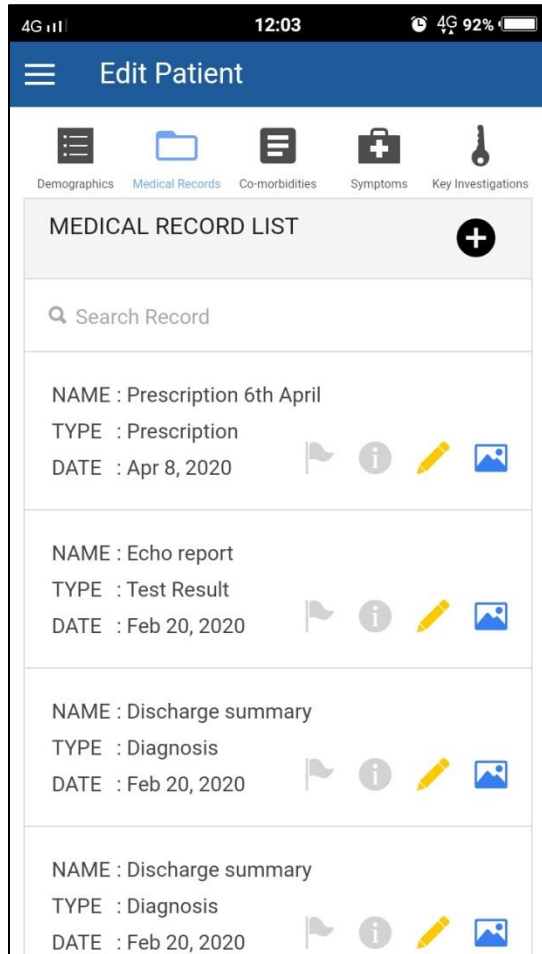 4G 12:03 4G 92%
Edit Patient
Demographics Medical Records Co-morbidities Symptoms Key Investigations
MEDICAL RECORD LIST
Search Record
NAME : Prescription 6th April
TYPE : Prescription
DATE : Apr 8, 2020
NAME : Echo report
TYPE : Test Result
DATE : Feb 20, 2020
NAME : Discharge summary
TYPE : Diagnosis
DATE : Feb 20, 2020
NAME : Discharge summary
TYPE : Diagnosis
DATE : Feb 20, 2020